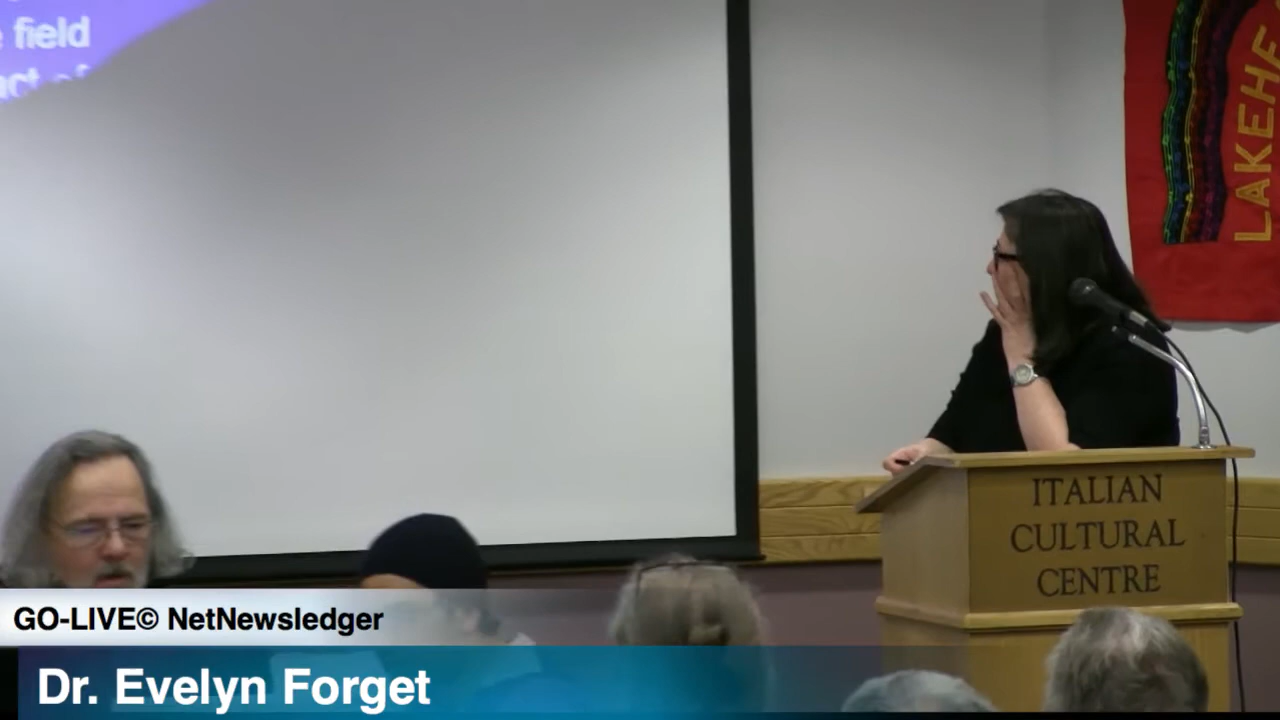 field
LAKEHE
ITALIAN
CULTURAL
CENTRE
GO-LIVE© NetNewsledger
Dr. Evelyn Forget